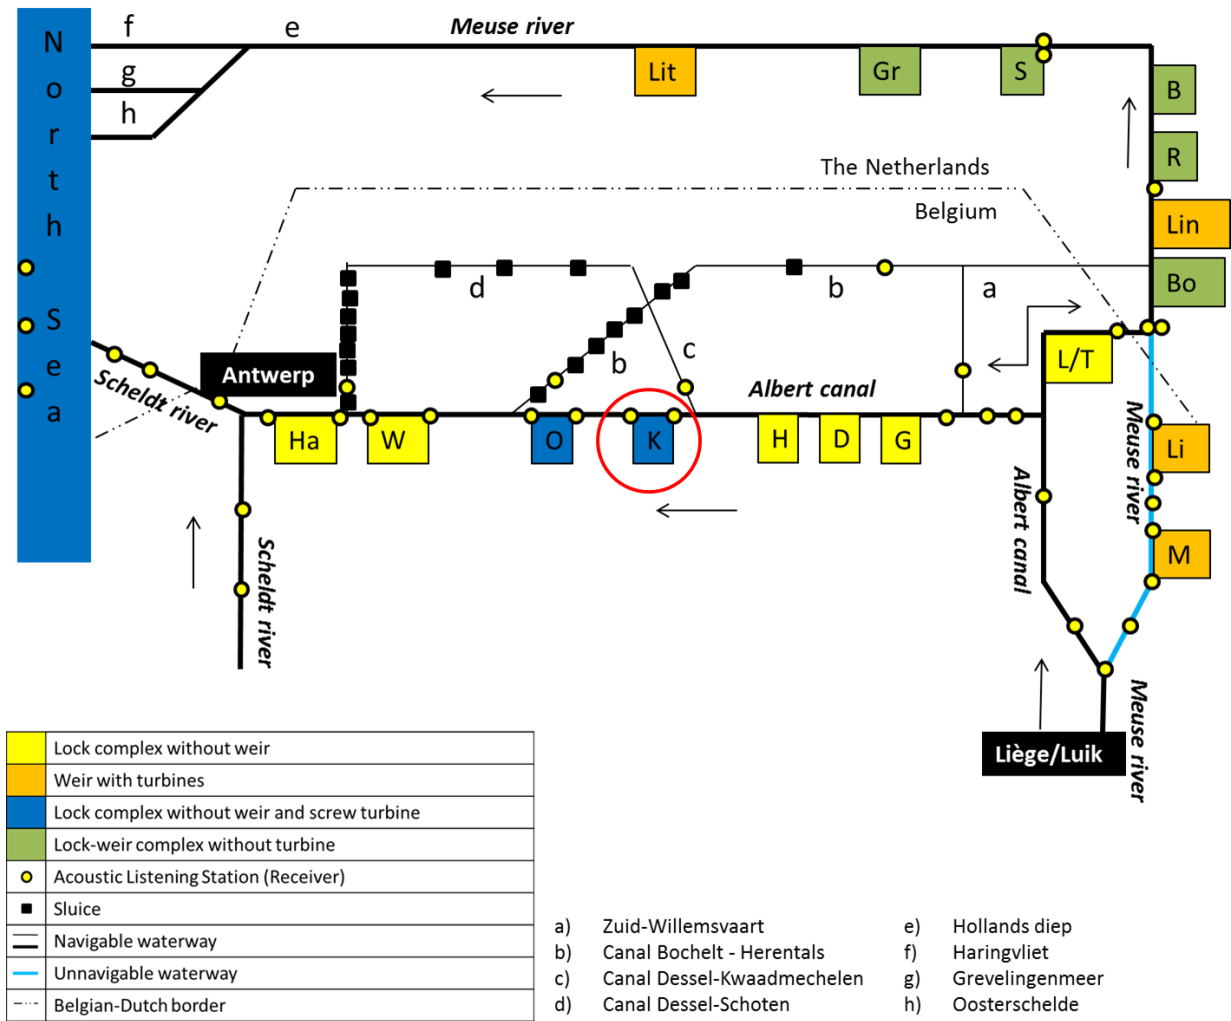 North Sea
f
e
Meuse river
g
h
Lit
Gr
S
B
R
The Netherlands
Belgium
Lin
Bo
d
b
a
b
c
L/T
Antwerp
Scheldt river
Albert canal
Ha
W
O
K
H
D
G
Li
M
Meuse river
Albert canal
Scheldt river
Meuse river
Liège/Luik
Lock complex without weir
Weir with turbines
Lock complex without weir and screw turbine
Lock-weir complex without turbine
Acoustic Listening Station (Receiver)
Sluice
Navigable waterway
Unnavigable waterway
Belgian-Dutch border
a) Zuid-Willemsvaart
b) Canal Bochelt - Herentals
c) Canal Dessel-Kwaadmechelen
d) Canal Dessel-Schoten
e) Hollands diep
f) Haringvliet
g) Grevelingenmeer
h) Oosterschelde